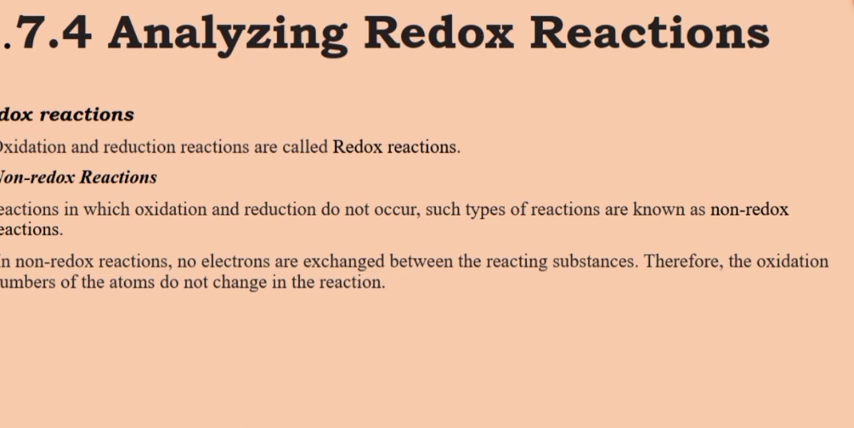 .7.4 Analyzing Redox Reactions
dox reactions
Oxidation and reduction reactions are called Redox reactions.
Non-redox Reactions
eactions in which oxidation and reduction do not occur, such types of reactions are known as non-redox
eactions.
n non-redox reactions, no electrons are exchanged between the reacting substances. Therefore, the oxidation
umbers of the atoms do not change in the reaction.